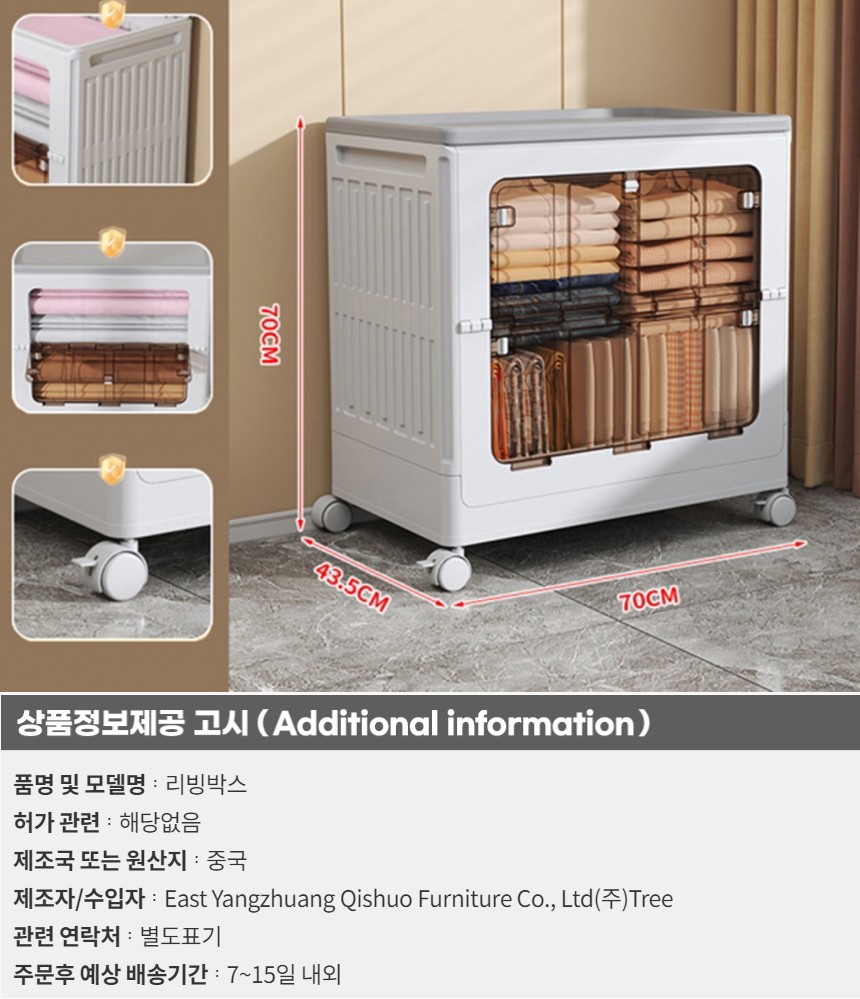 70CM
43.5CM
70CM
상품정보제공 고시 (Additional information)
품명 및 모델명 : 리빙박스
허가 관련 : 해당없음
제조국 또는 원산지 : 중국
제조자/수입자 : East Yangzhuang Qishuo Furniture Co., Ltd(주)Tree
관련 연락처 : 별도표기
주문후 예상 배송기간 : 7~15일 내외